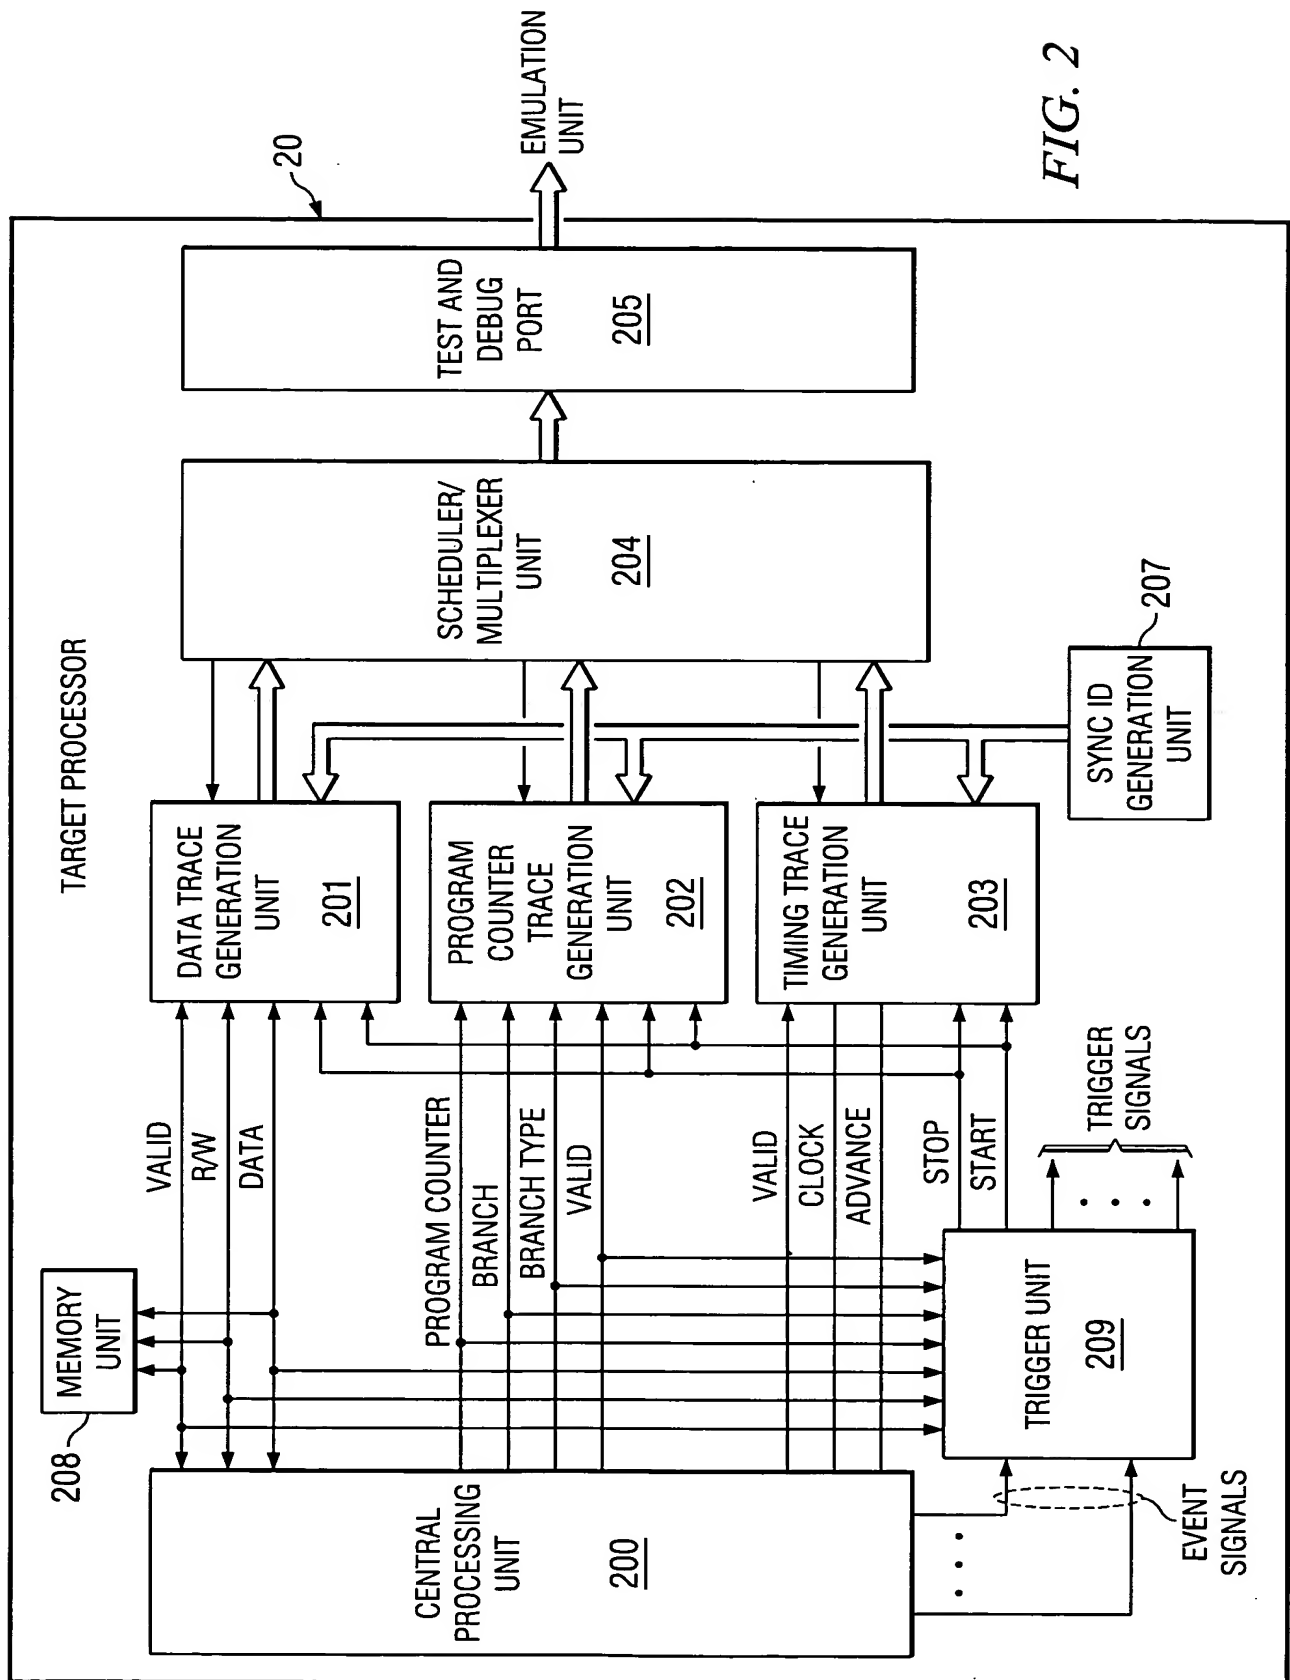 TARGET PROCESSOR
20
208
MEMORY
UNIT
CENTRAL
PROCESSING
UNIT
200
VALID
R/W
DATA
PROGRAM COUNTER
BRANCH
BRANCH TYPE
VALID
VALID
CLOCK
ADVANCE
STOP
START
DATA TRACE
GENERATION
UNIT
201
PROGRAM
COUNTER
TRACE
GENERATION
UNIT
202
TIMING TRACE
GENERATION
UNIT
203
SCHEDULER/
MULTIPLEXER
UNIT
204
TEST AND
DEBUG
PORT
205
EMULATION
UNIT
EVENT
SIGNALS
TRIGGER UNIT
209
TRIGGER
SIGNALS
SYNC ID
GENERATION
UNIT
207
FIG. 2